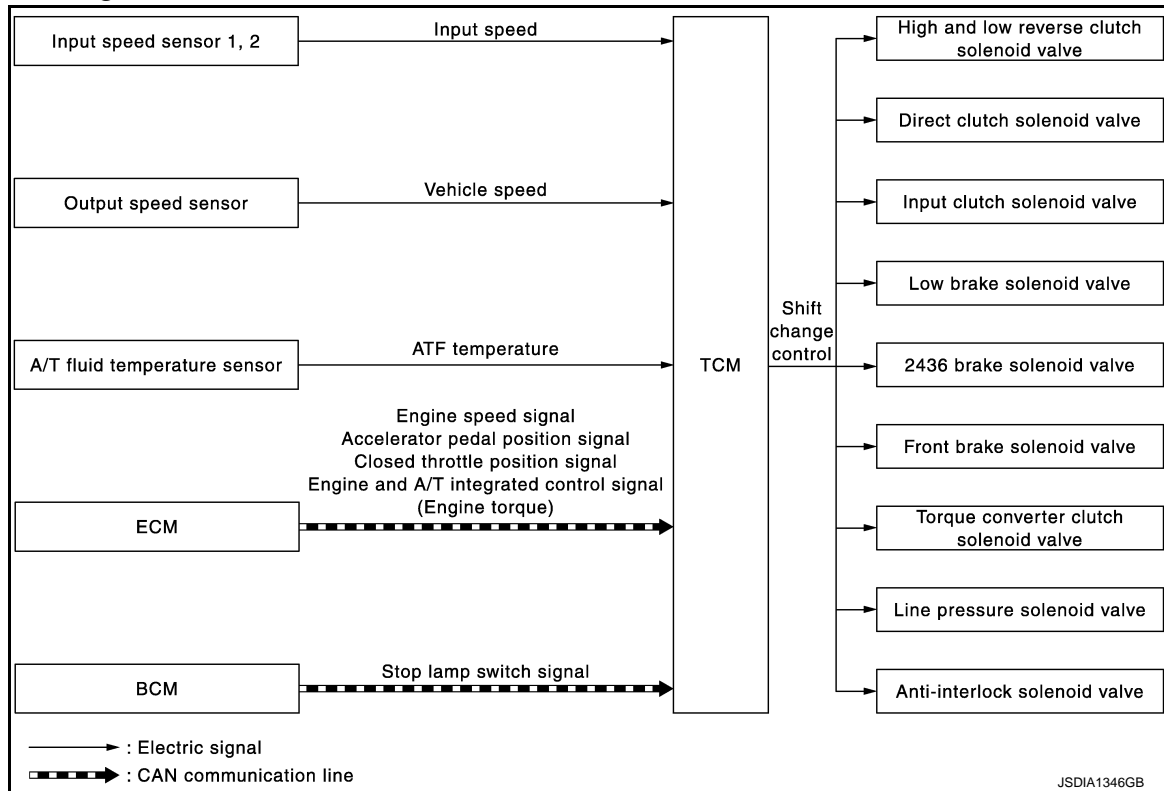 Input speed sensor 1, 2
Input speed
Output speed sensor
Vehicle speed
A/T fluid temperature sensor
ATF temperature
ECM
Engine speed signal
Accelerator pedal position signal
Closed throttle position signal
Engine and A/T integrated control signal
(Engine torque)
BCM
Stop lamp switch signal
TCM
Shift
change
control
High and low reverse clutch
solenoid valve
Direct clutch solenoid valve
Input clutch solenoid valve
Low brake solenoid valve
2436 brake solenoid valve
Front brake solenoid valve
Torque converter clutch
solenoid valve
Line pressure solenoid valve
Anti-interlock solenoid valve
: Electric signal
: CAN communication line
JSDIA1346GB